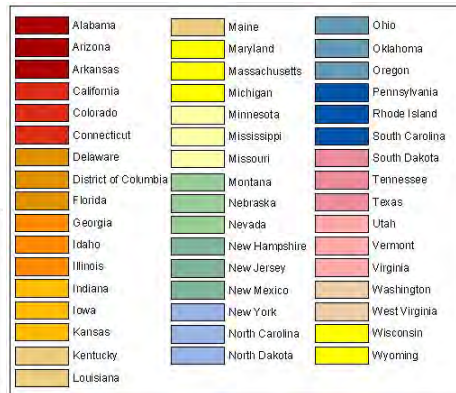 Alabama
Arizona
Arkansas
California
Colorado
Connecticut
Delaware
District of Columbia
Florida
Georgia
Idaho
Illinois
Indiana
Iowa
Kansas
Kentucky
Louisiana
Maine
Maryland
Massachusetts
Michigan
Minnesota
Mississippi
Missouri
Montana
Nebraska
Nevada
New Hampshire
New Jersey
New Mexico
New York
North Carolina
North Dakota
Ohio
Oklahoma
Oregon
Pennsylvania
Rhode Island
South Carolina
South Dakota
Tennessee
Texas
Utah
Vermont
Virginia
Washington
West Virginia
Wisconsin
Wyoming